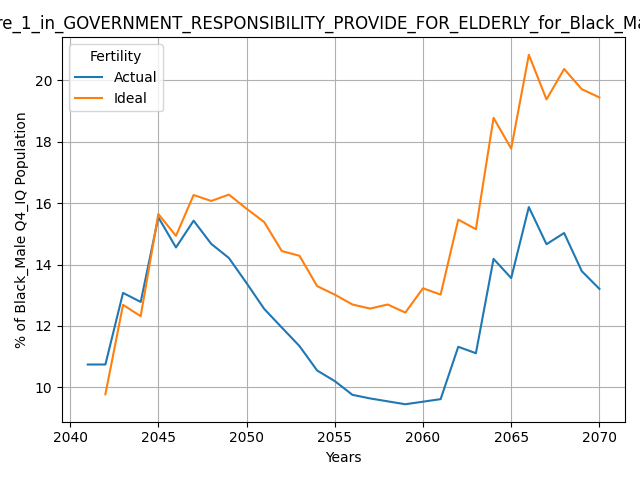 re_1_in_GOVERNMENT_RESPONSIBILITY_PROVIDE_FOR_ELDERLY_for_Black_Ma
Fertility
Actual
Ideal
% of Black_Male Q4_IQ Population
20
18
16
14
12
10
2040 2045 2050 2055 2060 2065 2070
Years